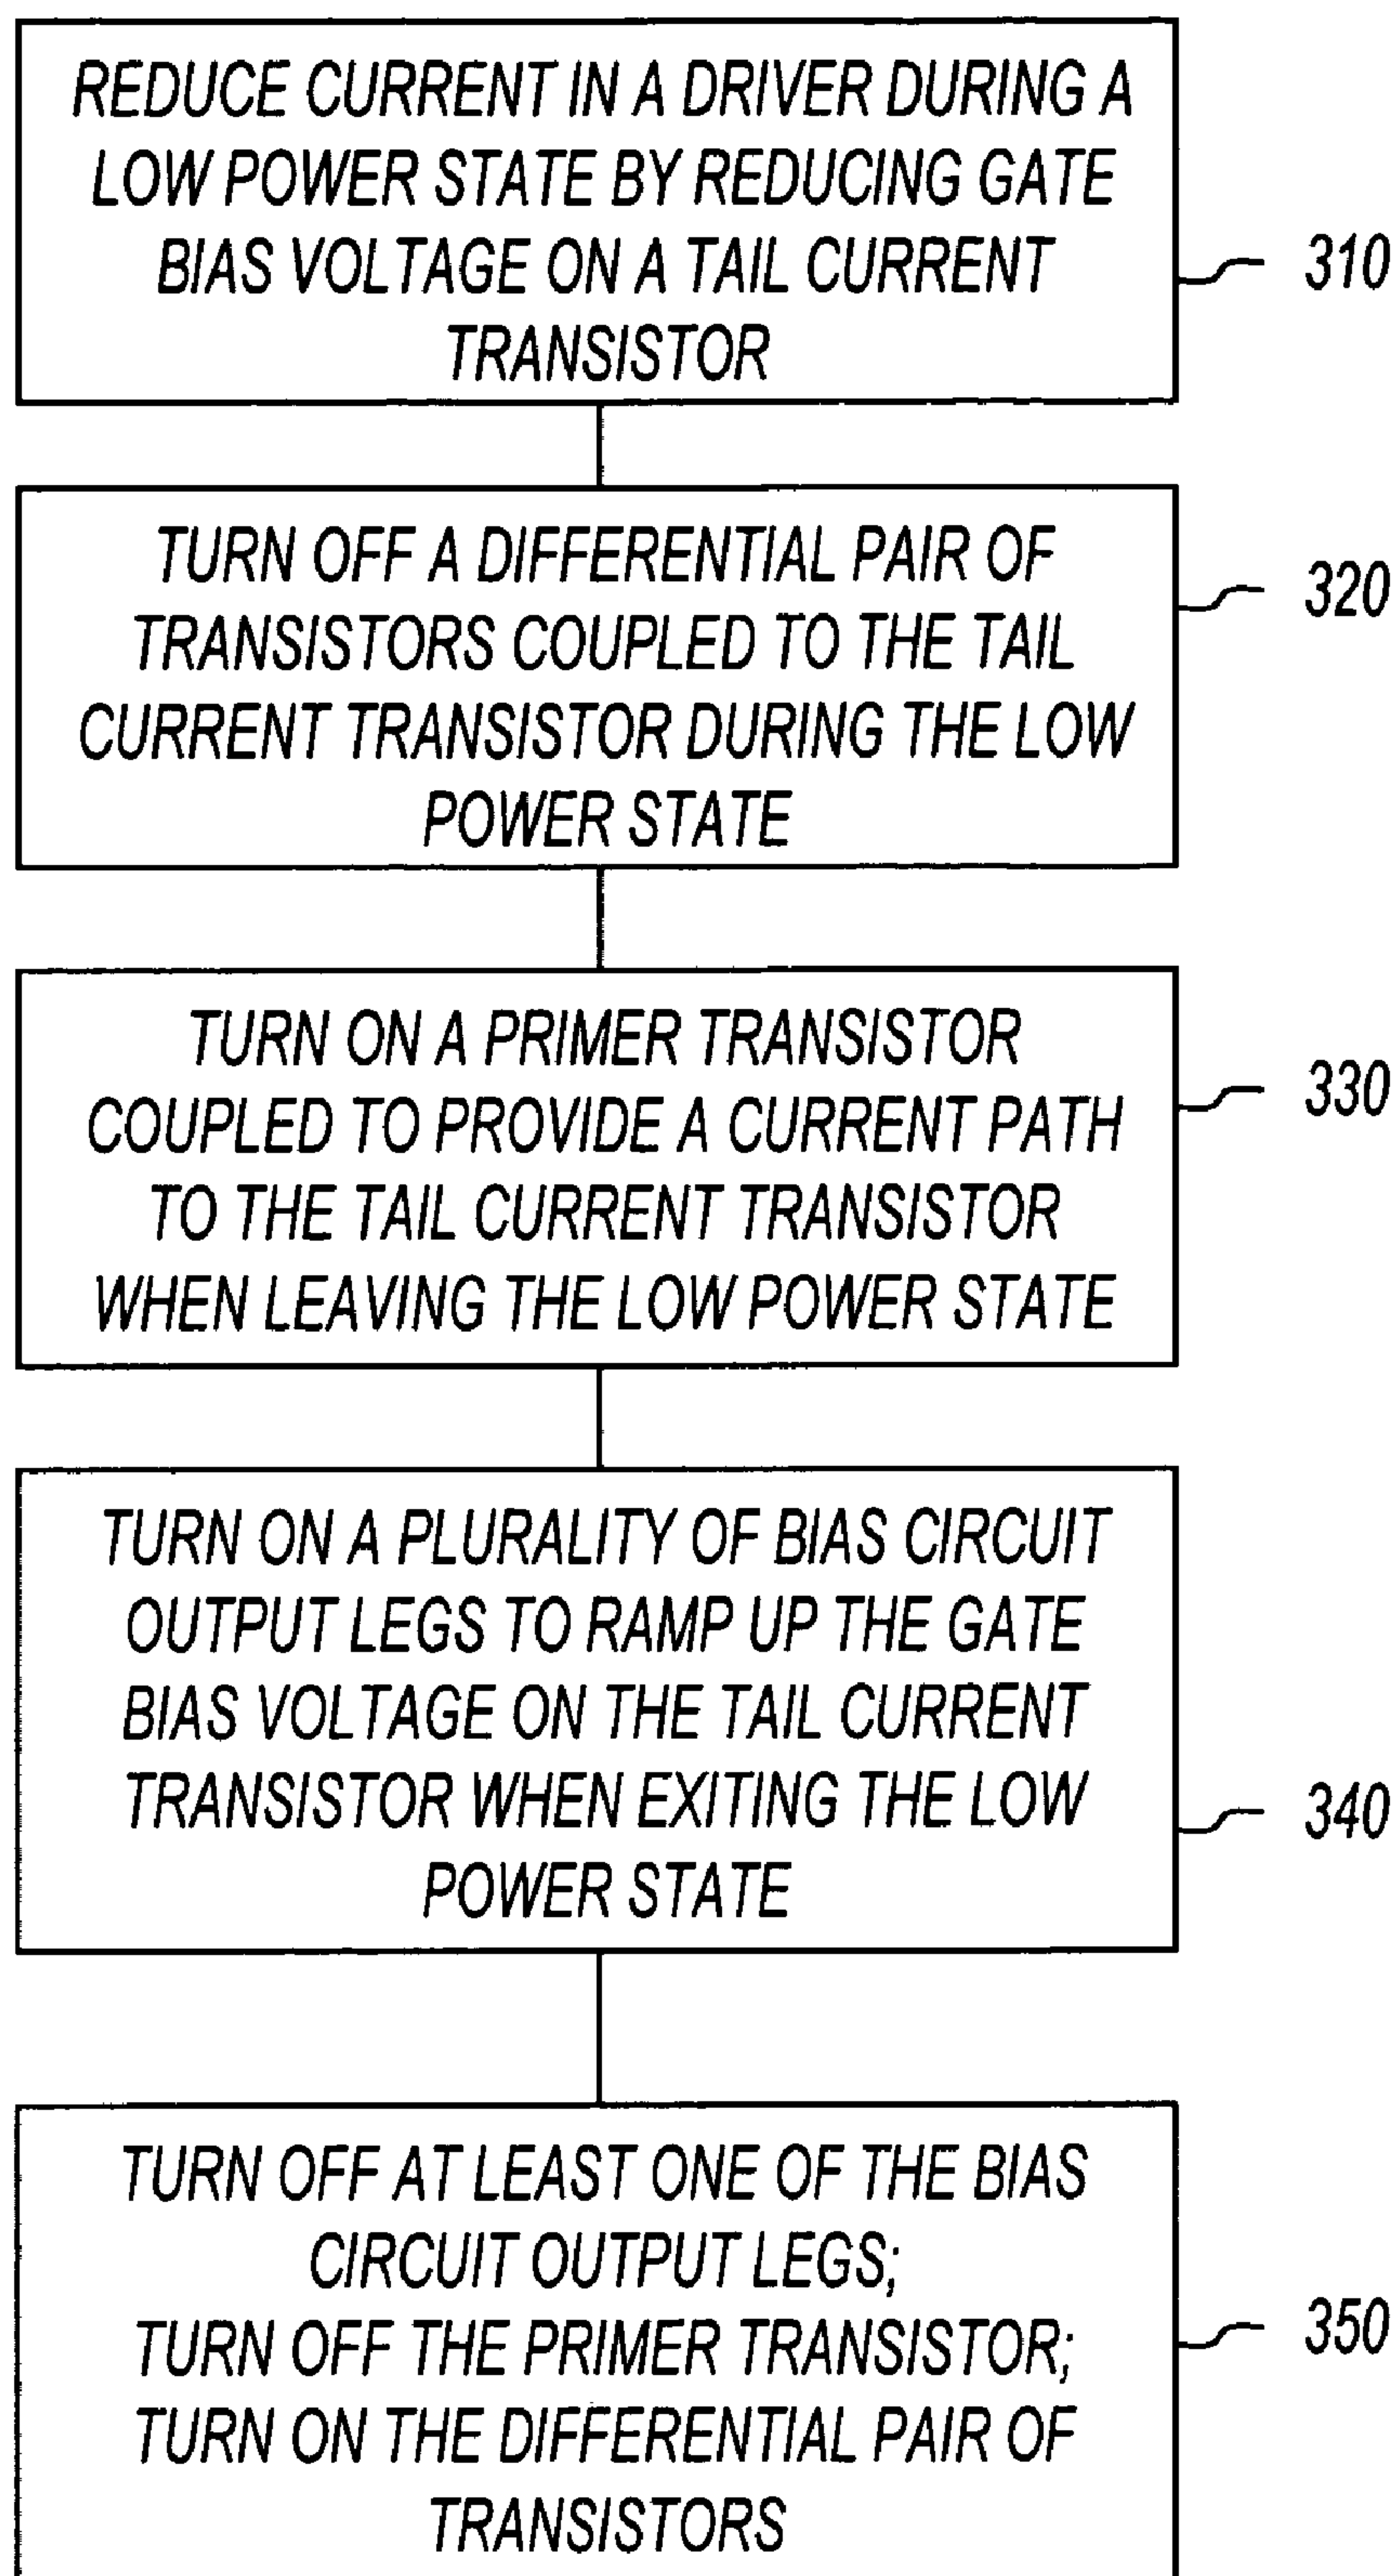 REDUCE CURRENT IN A DRIVER DURING A
LOW POWER STATE BY REDUCING GATE
BIAS VOLTAGE ON A TAIL CURRENT
TRANSISTOR
310
TURN OFF A DIFFERENTIAL PAIR OF
TRANSISTORS COUPLED TO THE TAIL
CURRENT TRANSISTOR DURING THE LOW
POWER STATE
320
TURN ON A PRIMER TRANSISTOR
COUPLED TO PROVIDE A CURRENT PATH
TO THE TAIL CURRENT TRANSISTOR
WHEN LEAVING THE LOW POWER STATE
330
TURN ON A PLURALITY OF BIAS CIRCUIT
OUTPUT LEGS TO RAMP UP THE GATE
BIAS VOLTAGE ON THE TAIL CURRENT
TRANSISTOR WHEN EXITING THE LOW
POWER STATE
340
TURN OFF AT LEAST ONE OF THE BIAS
CIRCUIT OUTPUT LEGS;
TURN OFF THE PRIMER TRANSISTOR;
TURN ON THE DIFFERENTIAL PAIR OF
TRANSISTORS
350